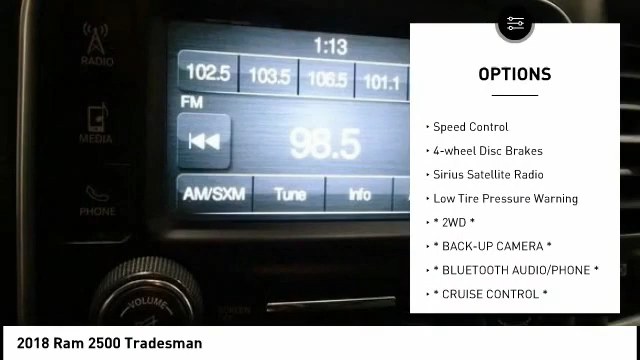 1:13
102.5 103.5 106.5 101.1
FM
98.5
AM/SXM Tune Info
RADIO
MEDIA
PHONE
VOLUME
SCREEN
OPTIONS
‣ Speed Control
‣ 4-wheel Disc Brakes
‣ Sirius Satellite Radio
‣ Low Tire Pressure Warning
‣ * 2WD *
‣ * BACK-UP CAMERA *
‣ * BLUETOOTH AUDIO/PHONE *
‣ * CRUISE CONTROL *
2018 Ram 2500 Tradesman